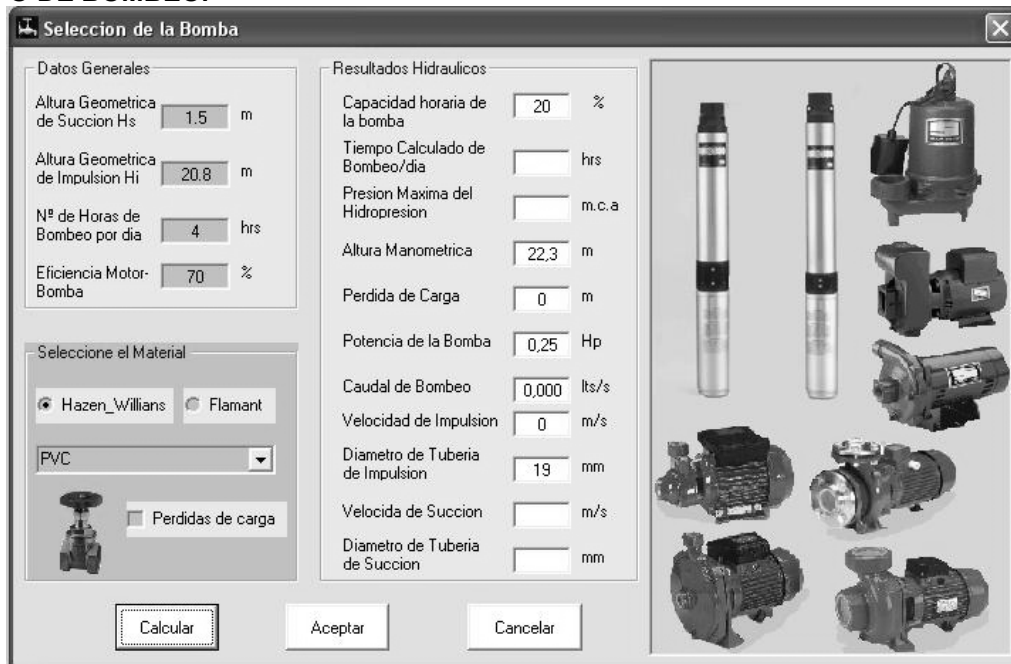 Seleccion de la Bomba
Datos Generales
Altura Geometrica
de Succion Hs 1.5 m
Altura Geometrica
de Impulsion Hi 20.8 m
Nº de Horas de
Bombeo por dia 4 hrs
Eficiencia Motor-
Bomba 70 %
Seleccione el Material
Hazen_Willians Flamant
PVC
Perdidas de carga
Resultados Hidraulicos
Capacidad horaria de
la bomba 20 %
Tiempo Calculado de
Bombeo/dia hrs
Presion Maxima del
Hidropresion m.c.a
Altura Manometrica 22,3 m
Perdida de Carga 0 m
Potencia de la Bomba 0,25 Hp
Caudal de Bombeo 0,000 lts/s
Velocidad de Impulsion 0 m/s
Diametro de Tuberia
de Impulsion 19 mm
Velocida de Succion m/s
Diametro de Tuberia
de Succion mm
Calcular Aceptar Cancelar